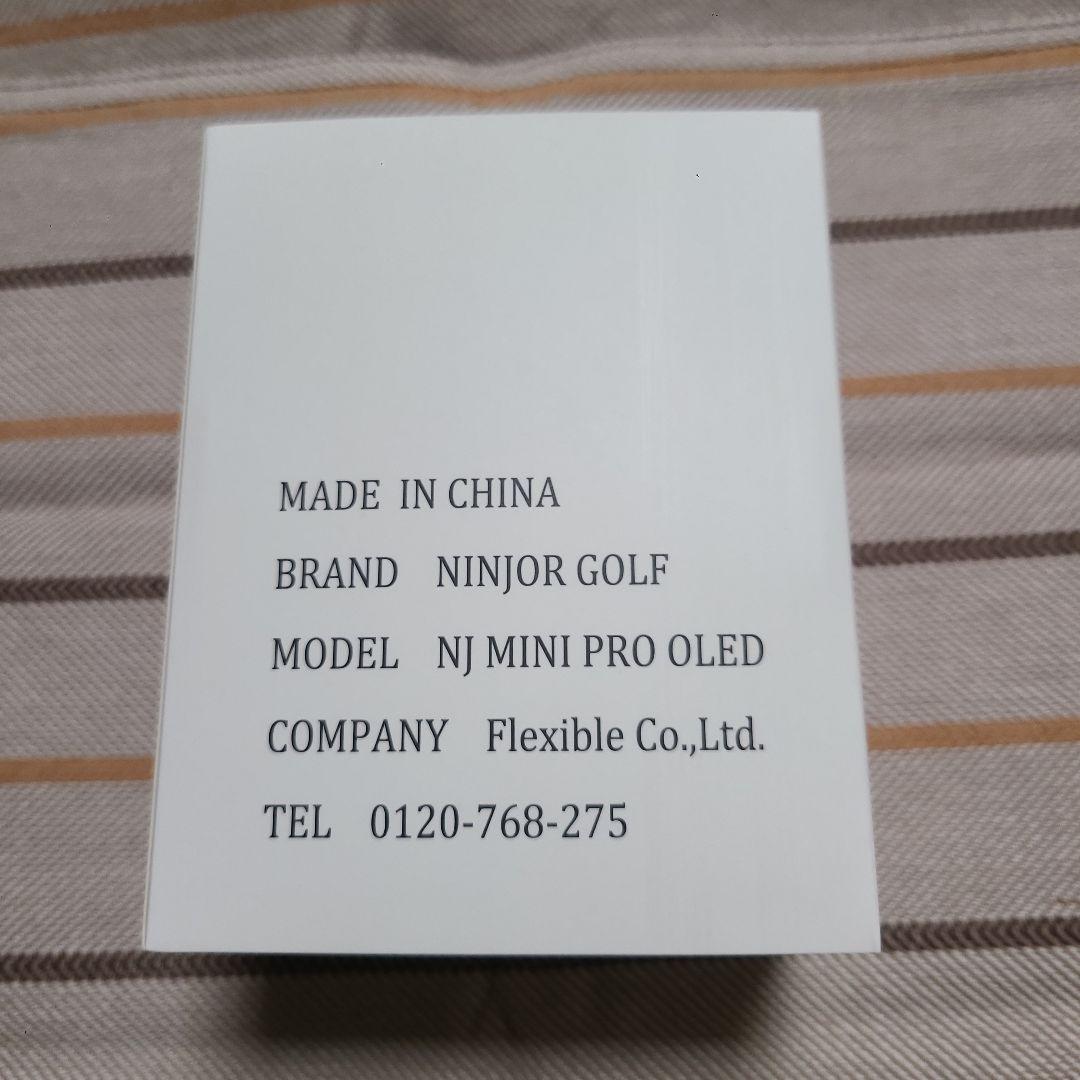 MADE IN CHINA
BRAND NINJOR GOLF
MODEL NJ MINI PRO OLED
COMPANY Flexible Co.,Ltd.
TEL 0120-768-275